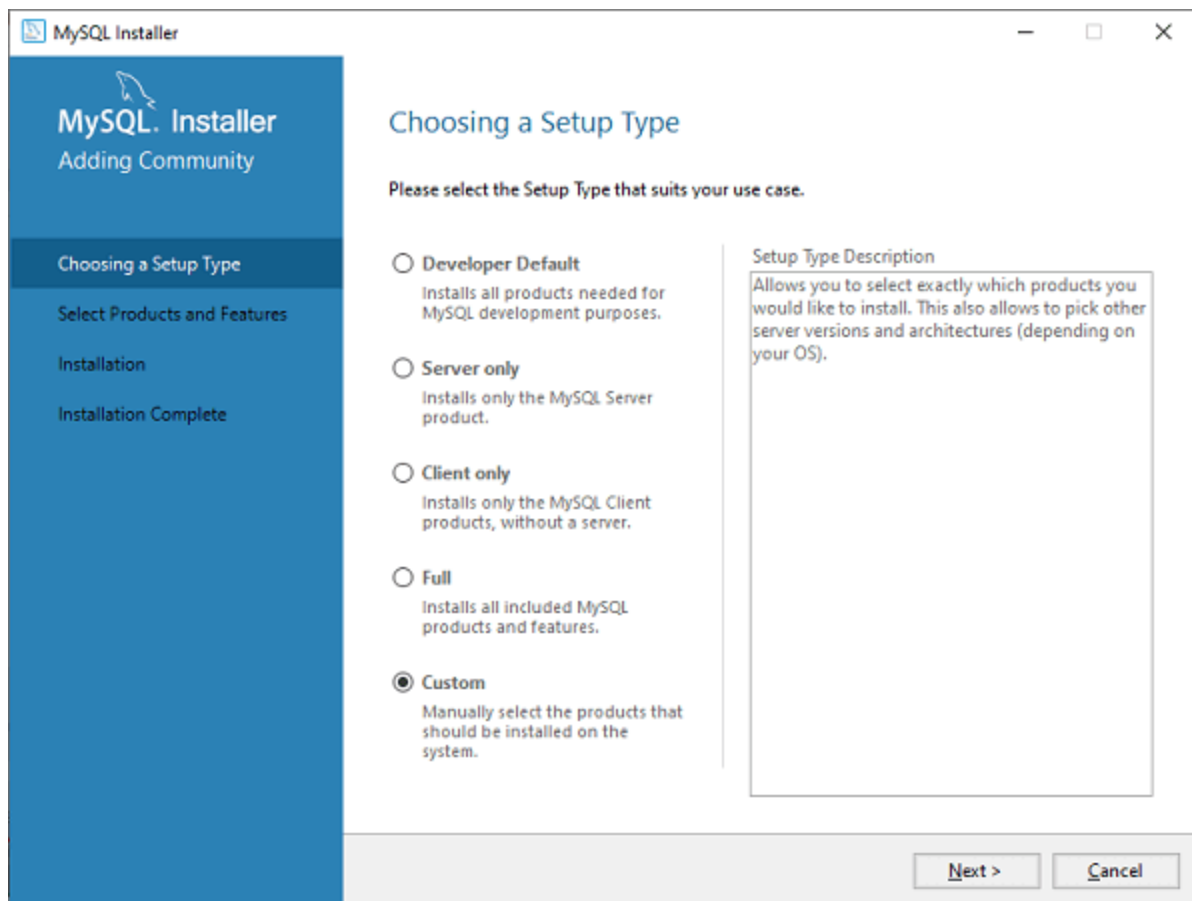 MySQL Installer
MySQL. Installer
Adding Community
Choosing a Setup Type
Select Products and Features
Installation
Installation Complete
Choosing a Setup Type
Please select the Setup Type that suits your use case.
Developer Default
Installs all products needed for
MySQL development purposes.
Server only
Installs only the MySQL Server
product.
Client only
Installs only the MySQL Client
products, without a server.
Full
Installs all included MySQL
products and features.
Custom
Manually select the products that
should be installed on the
system.
Setup Type Description
Allows you to select exactly which products you
would like to install. This also allows to pick other
server versions and architectures (depending on
your OS).
Next >
Cancel